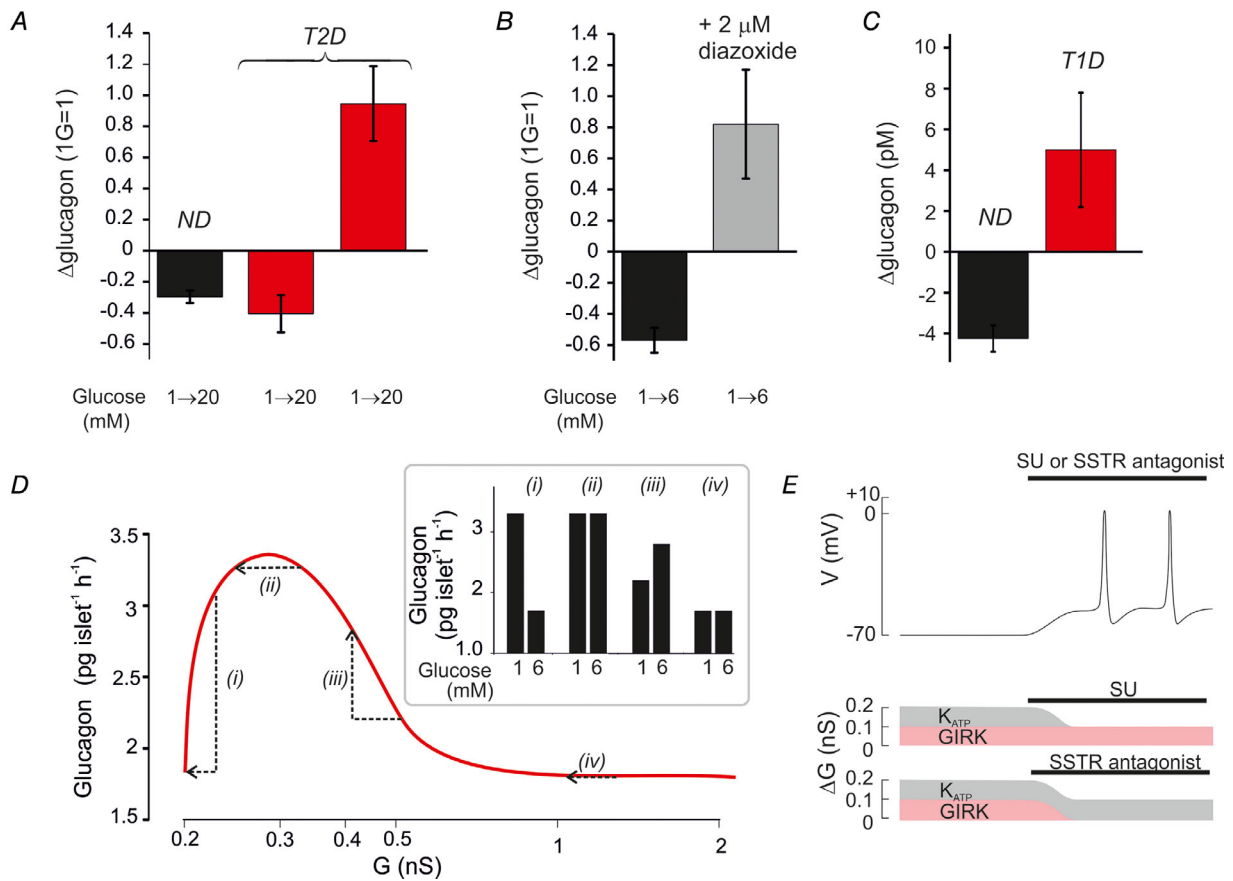 A
T2D
Δglucagon (1G=1)
1.4
1.2
1.0
0.8
0.6
0.4
0.2
0
-0.2
-0.4
-0.6
ND
Glucose (mM)
1→20
1→20
1→20
B
+ 2 μM diazoxide
Δglucagon (1G=1)
1.4
1.2
1.0
0.8
0.6
0.4
0.2
0
-0.2
-0.4
-0.6
Glucose (mM)
1→6
1→6
C
T1D
Δglucagon (pM)
10
8
6
4
2
0
-2
-4
ND
D
Glucagon (pg islet⁻¹ h⁻¹)
3.5
3
2.5
2
1.5
(i)
(ii)
(iii)
(iv)
0.2
0.3
0.4
0.5
1
2
G (nS)
(i)
(ii)
(iii)
(iv)
Glucagon
(pg islet⁻¹ h⁻¹)
3
2
1.0
Glucose
(mM)
1 6
1 6
1 6
1 6
E
SU or SSTR antagonist
V (mV)
+10
0
-70
SU
ΔG (nS)
0.2
0.1
0
K_ATP
GIRK
SSTR antagonist
0.2
0.1
0
K_ATP
GIRK